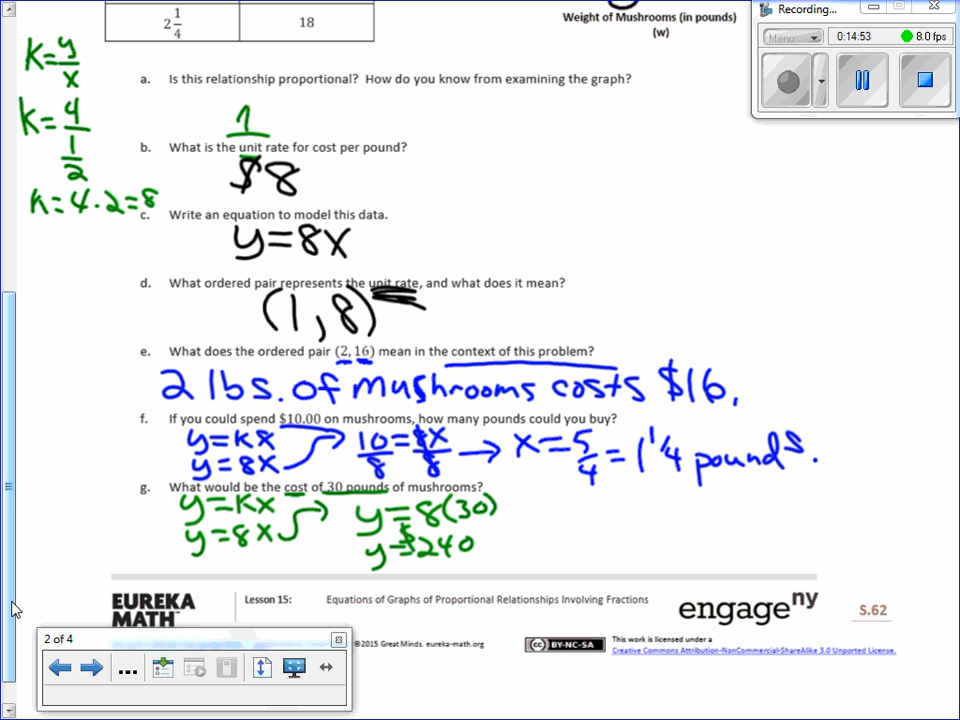 2 1/4 18
Weight of Mushrooms (in pounds)
(w)
Recording...
Menu 0:14:53 8.0 fps
K=y/x
K=4/(1/2)
K=4·2=8
a. Is this relationship proportional? How do you know from examining the graph?
1
b. What is the unit rate for cost per pound?
$8
c. Write an equation to model this data.
y=8x
d. What ordered pair represents the unit rate, and what does it mean?
(1,8)
e. What does the ordered pair (2, 16) mean in the context of this problem?
2 lbs. of mushrooms costs $16.
f. If you could spend $10.00 on mushrooms, how many pounds could you buy?
y=Kx
y=8x
10/8=8x/8 → x=5/4=1 1/4 pounds.
g. What would be the cost of 30 pounds of mushrooms?
y=Kx
y=8x
y=8(30)
y=$240
EUREKA MATH™
Lesson 15: Equations of Graphs of Proportional Relationships Involving Fractions
engage ny
S.62
2 of 4
©2015 Great Minds. eureka-math.org
cc BY-NC-SA
This work is licensed under a
Creative Commons Attribution-NonCommercial-ShareAlike 3.0 Unported License.